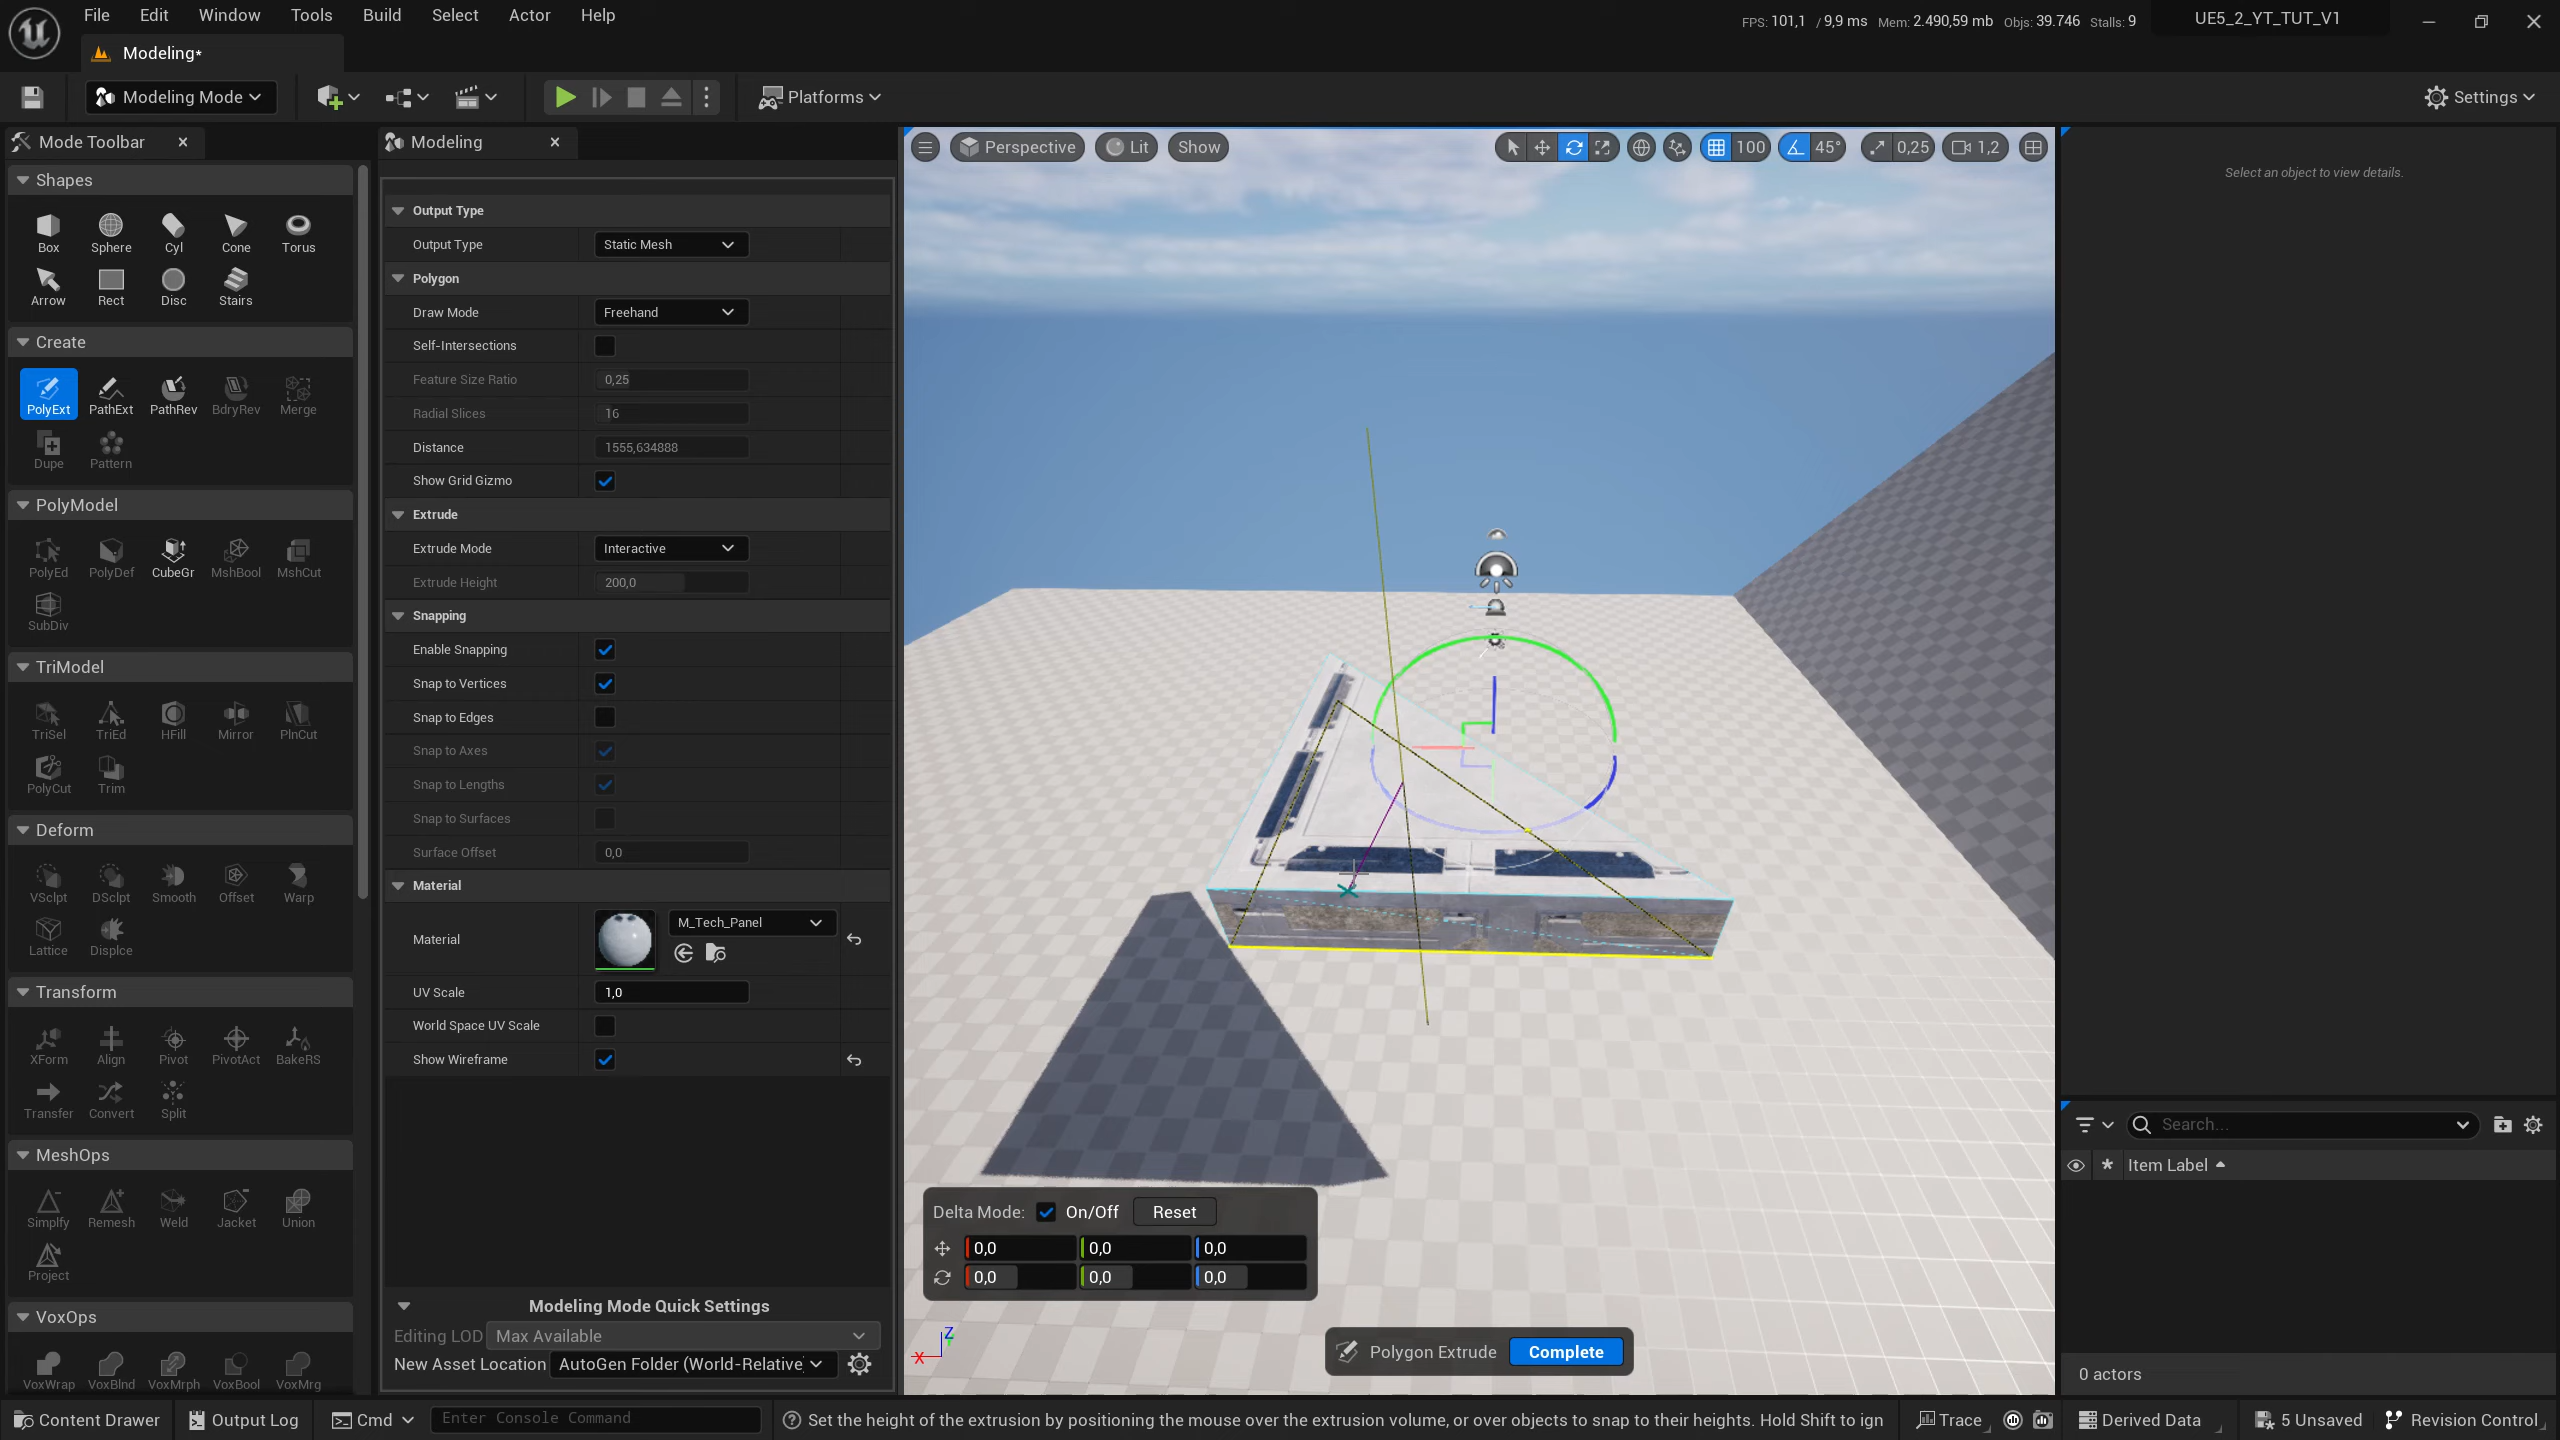 File Edit Window Tools Build Select Actor Help
FPS: 101,1 / 9,9 ms Mem: 2.490,59 mb Objs: 39.746 Stalls: 9
UE5_2_YT_TUT_V1
Modeling*
Modeling Mode
Platforms
Settings
Mode Toolbar
Shapes
Box Sphere Cyl Cone Torus
Arrow Rect Disc Stairs
Create
PolyExt PathExt PathRev BdryRev Merge
Dupe Pattern
PolyModel
PolyEd PolyDef CubeGr MshBool MshCut
SubDiv
TriModel
TriSel TriEd HFill Mirror PlnCut
PolyCut Trim
Deform
VSclpt DSclpt Smooth Offset Warp
Lattice Displce
Transform
XForm Align Pivot PivotAct BakeRS
Transfer Convert Split
MeshOps
Simplfy Remesh Weld Jacket Union
Project
VoxOps
VoxWrap VoxBlnd VoxMrph VoxBool VoxMrg
Modeling
Output Type
Output Type Static Mesh
Polygon
Draw Mode Freehand
Self-Intersections
Feature Size Ratio 0,25
Radial Slices 16
Distance 1555,634888
Show Grid Gizmo
Extrude
Extrude Mode Interactive
Extrude Height 200,0
Snapping
Enable Snapping
Snap to Vertices
Snap to Edges
Snap to Axes
Snap to Lengths
Snap to Surfaces
Surface Offset 0,0
Material
Material M_Tech_Panel
UV Scale 1,0
World Space UV Scale
Show Wireframe
Modeling Mode Quick Settings
Editing LOD Max Available
New Asset Location AutoGen Folder (World-Relative)
Perspective Lit Show
100 45° 0,25 1,2
Delta Mode: On/Off Reset
0,0 0,0 0,0
0,0 0,0 0,0
Z
X
Polygon Extrude Complete
Select an object to view details.
Search...
Item Label
0 actors
Content Drawer Output Log Cmd Enter Console Command
Set the height of the extrusion by positioning the mouse over the extrusion volume, or over objects to snap to their heights. Hold Shift to ign
Trace Derived Data 5 Unsaved Revision Control